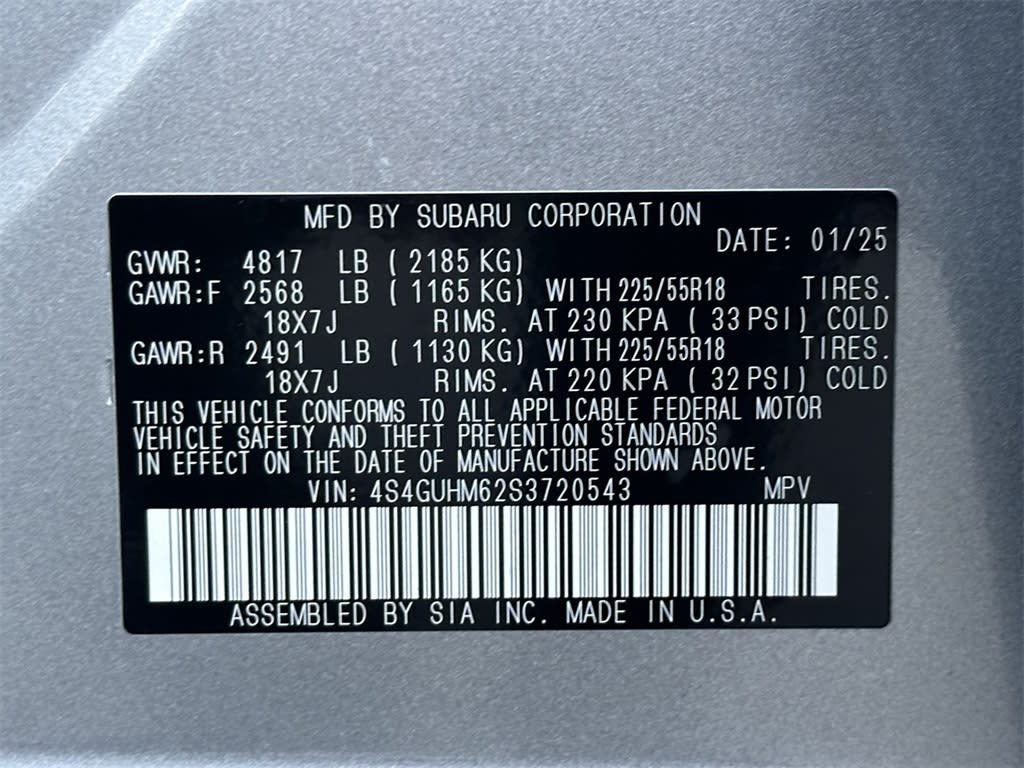 MFD BY SUBARU CORPORATION
DATE: 01/25
GVWR: 4817 LB ( 2185 KG)
GAWR:F 2568 LB ( 1165 KG) WITH 225/55R18 TIRES.
18X7J RIMS. AT 230 KPA ( 33 PSI) COLD
GAWR:R 2491 LB ( 1130 KG) WITH 225/55R18 TIRES.
18X7J RIMS. AT 220 KPA ( 32 PSI) COLD
THIS VEHICLE CONFORMS TO ALL APPLICABLE FEDERAL MOTOR
VEHICLE SAFETY AND THEFT PREVENTION STANDARDS
IN EFFECT ON THE DATE OF MANUFACTURE SHOWN ABOVE.
VIN: 4S4GUHM62S3720543 MPV
ASSEMBLED BY SIA INC. MADE IN U.S.A.